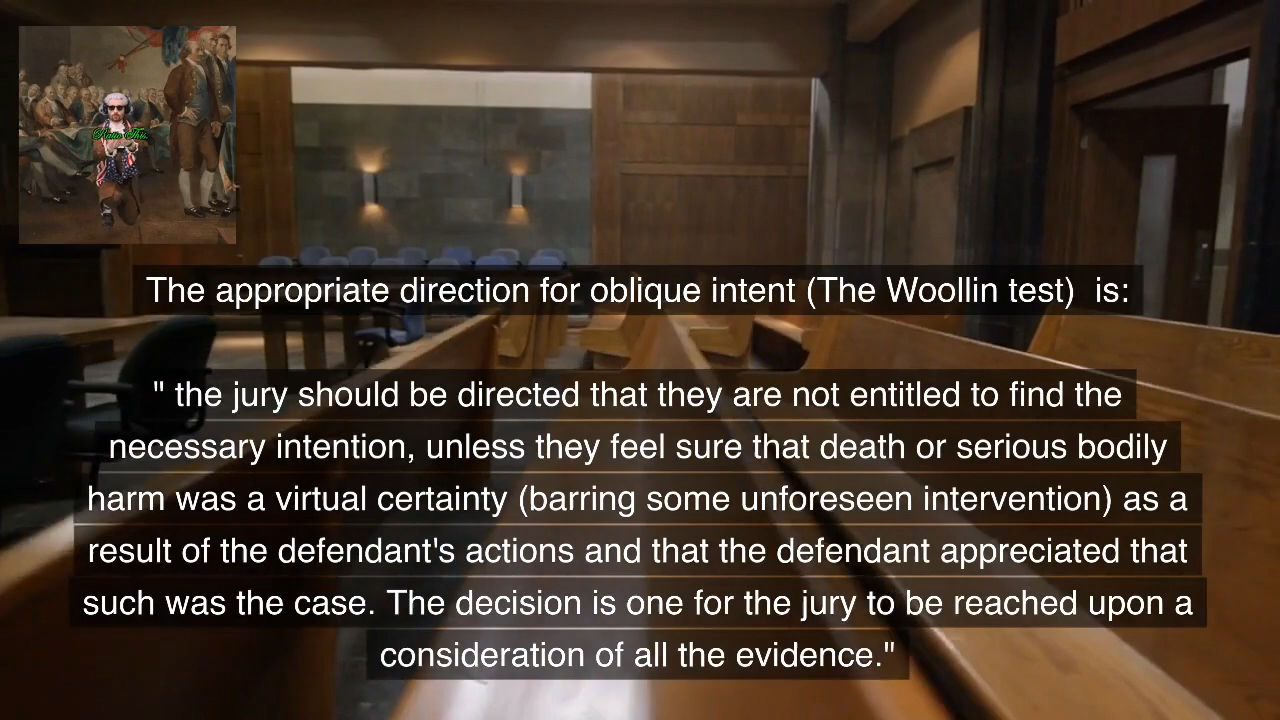 Ratio This.
The appropriate direction for oblique intent (The Woollin test)  is:
" the jury should be directed that they are not entitled to find the
necessary intention, unless they feel sure that death or serious bodily
harm was a virtual certainty (barring some unforeseen intervention) as a
result of the defendant's actions and that the defendant appreciated that
such was the case. The decision is one for the jury to be reached upon a
consideration of all the evidence."